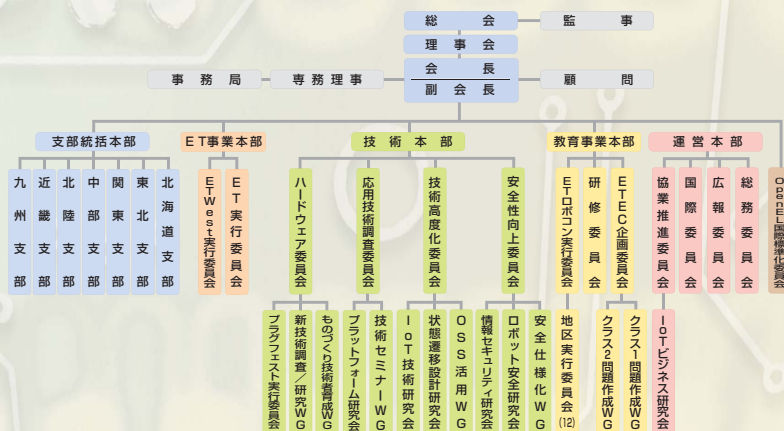 総会
監事
理事会
会長
副会長
事務局
専務理事
顧問
支部統括本部
ET事業本部
技術本部
教育事業本部
運営本部
九州支部
近畿支部
北陸支部
中部支部
関東支部
東北支部
北海道支部
ETWest実行委員会
ET実行委員会
ハードウェア委員会
応用技術調査委員会
技術高度化委員会
安全性向上委員会
ETロボコン実行委員会
研修委員会
ETEC企画委員会
協業推進委員会
国際委員会
広報委員会
総務委員会
OpenEL国際標準化委員会
プラグフェスト実行委員会
新技術調査／研究WG
ものづくり技術者育成WG
プラットフォーム研究会
技術セミナーWG
IoT技術研究会
状態遷移設計研究会
OSS活用WG
情報セキュリティ研究会
ロボット安全研究会
安全仕様化WG
地区実行委員会(12)
クラス2問題作成WG
クラス1問題作成WG
IoTビジネス研究会